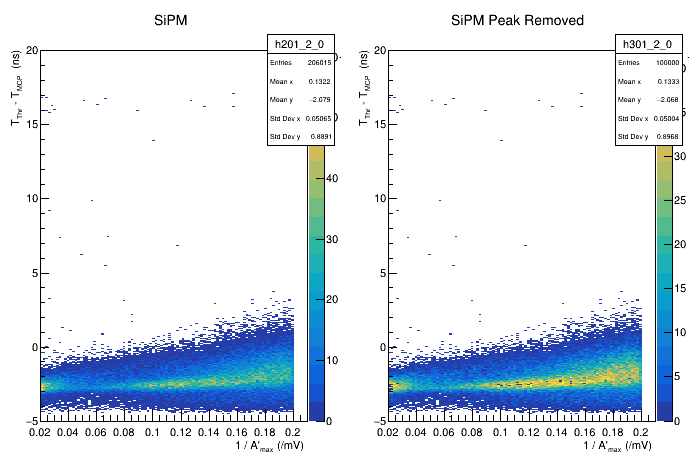 SiPM
h201_2_0
Entries 206015
Mean x 0.1322
Mean y −2.079
Std Dev x 0.05065
Std Dev y 0.8891
T_Thr - T_MCP (ns)
20
15
10
5
0
−5
0.02 0.04 0.06 0.08 0.1 0.12 0.14 0.16 0.18 0.2
1 / A'_max (/mV)
40
30
20
10
0
SiPM Peak Removed
h301_2_0
Entries 100000
Mean x 0.1333
Mean y −2.068
Std Dev x 0.05004
Std Dev y 0.8968
T_Thr - T_MCP (ns)
20
15
10
5
0
−5
0.02 0.04 0.06 0.08 0.1 0.12 0.14 0.16 0.18 0.2
1 / A'_max (/mV)
30
25
20
15
10
5
0